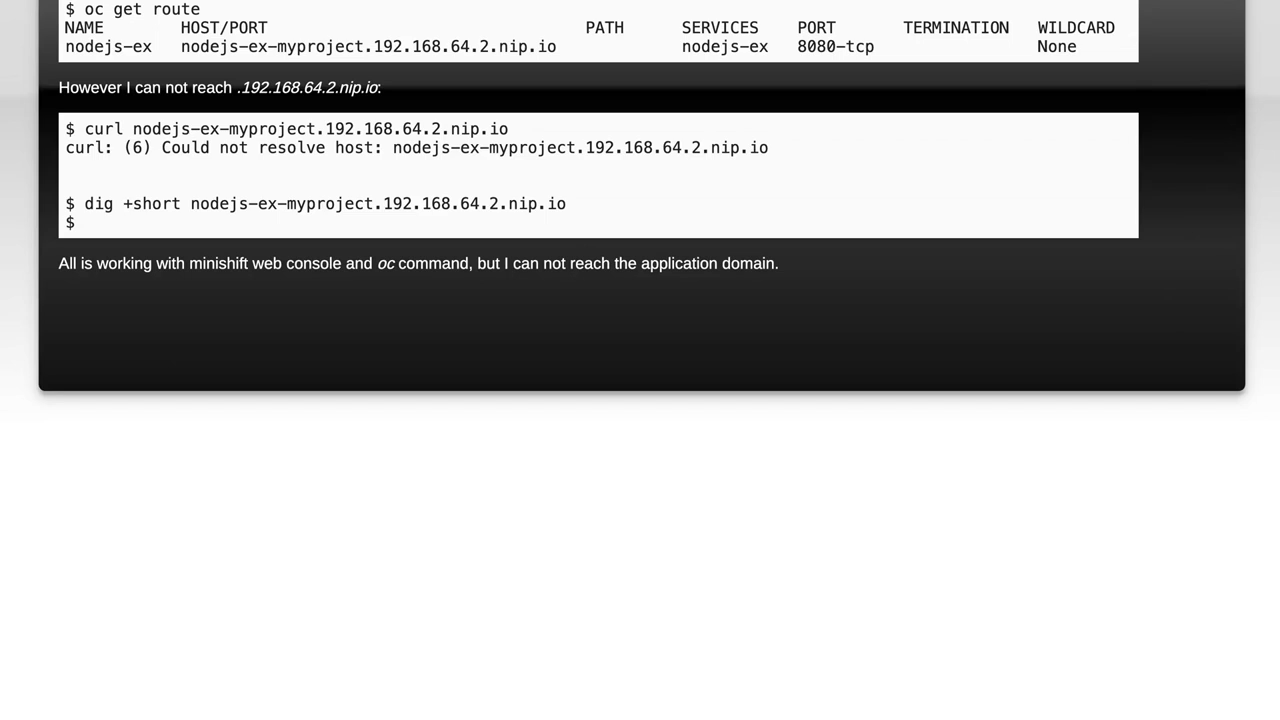 $ oc get route
NAME HOST/PORT PATH SERVICES PORT TERMINATION WILDCARD
nodejs-ex nodejs-ex-myproject.192.168.64.2.nip.io nodejs-ex 8080-tcp None
However I can not reach .192.168.64.2.nip.io:
$ curl nodejs-ex-myproject.192.168.64.2.nip.io
curl: (6) Could not resolve host: nodejs-ex-myproject.192.168.64.2.nip.io
$ dig +short nodejs-ex-myproject.192.168.64.2.nip.io
$
All is working with minishift web console and oc command, but I can not reach the application domain.